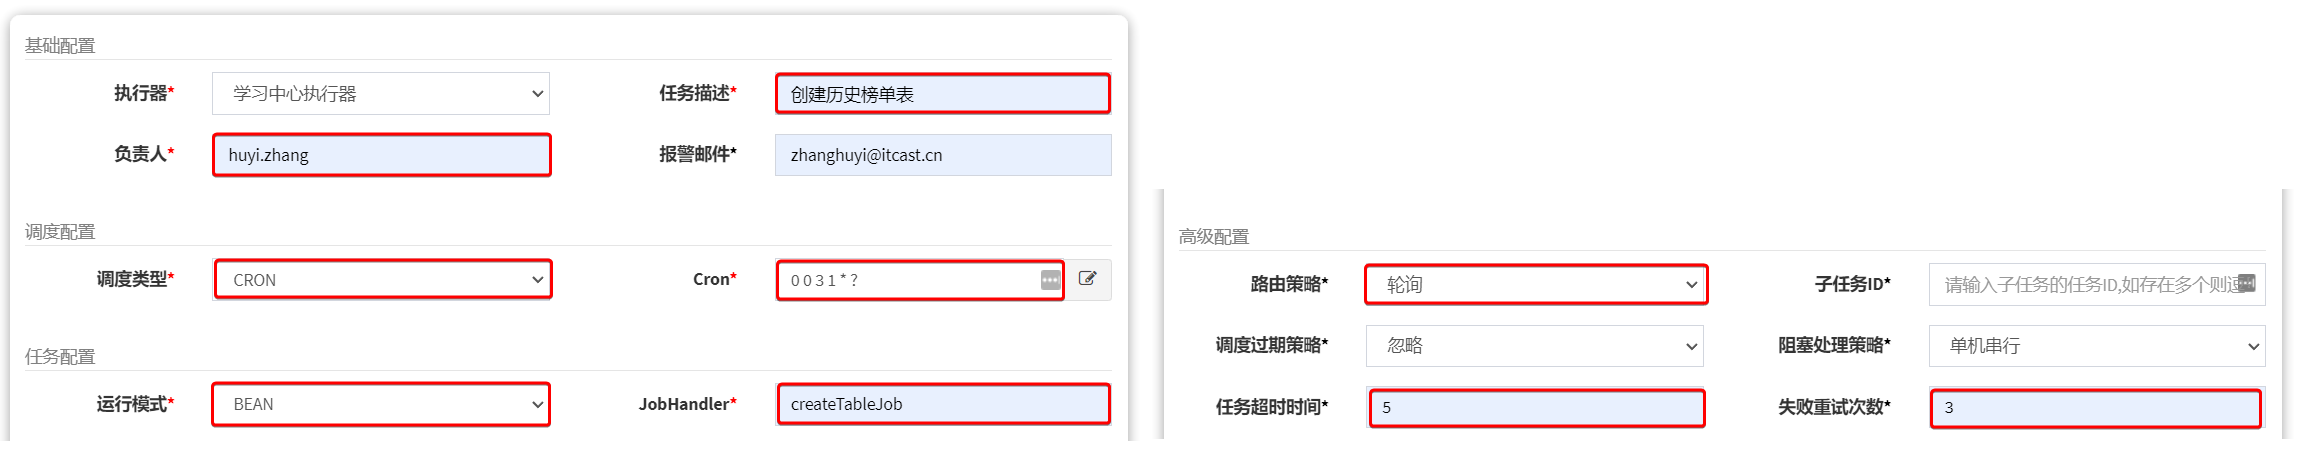 基础配置
执行器* 学习中心执行器 任务描述* 创建历史榜单表
负责人* huyi.zhang 报警邮件* zhanghuyi@itcast.cn
调度配置
调度类型* CRON Cron* 0 0 3 1 * ?
任务配置
运行模式* BEAN JobHandler* createTableJob
高级配置
路由策略* 轮询 子任务ID* 请输入子任务的任务ID,如存在多个则
调度过期策略* 忽略 阻塞处理策略* 单机串行
任务超时时间* 5 失败重试次数* 3